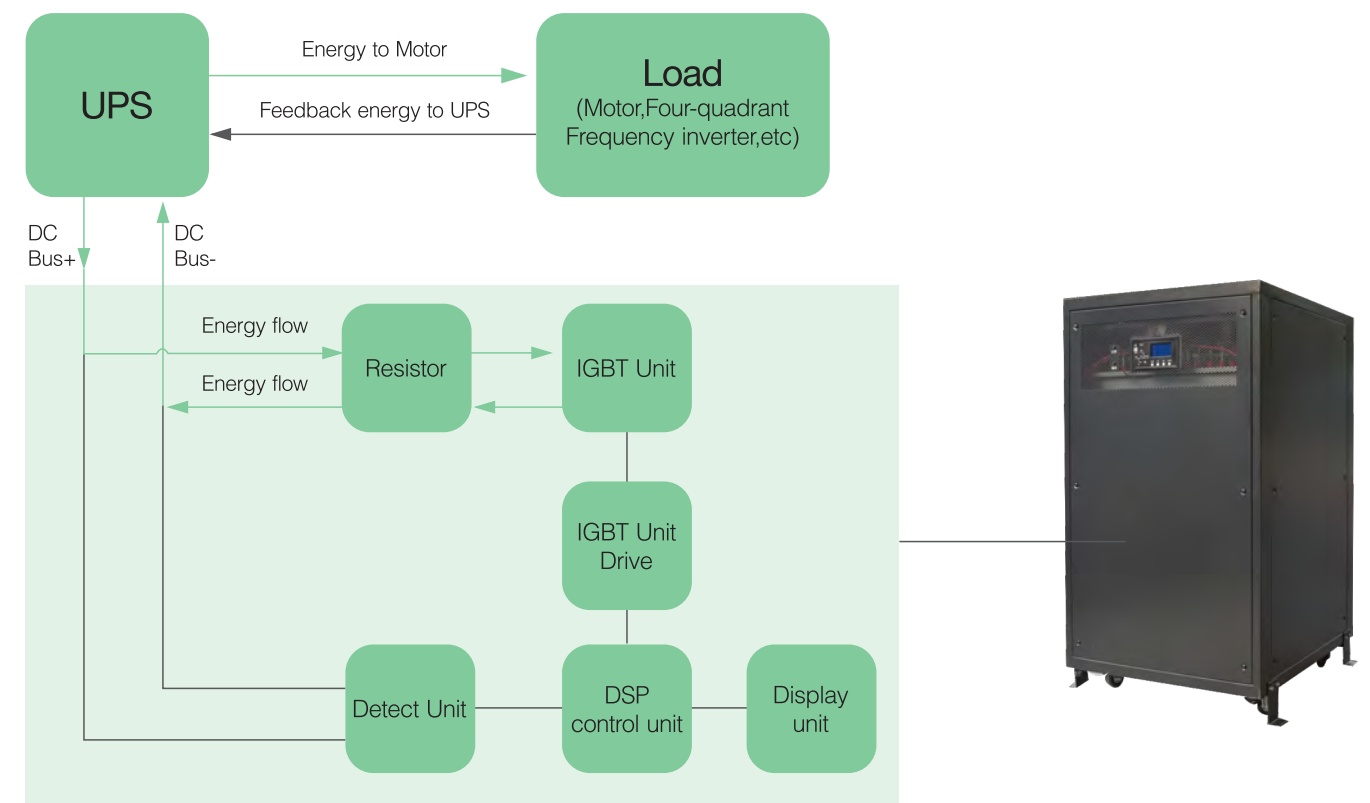 UPS
Energy to Motor
Feedback energy to UPS
Load
(Motor,Four-quadrant
Frequency inverter,etc)
DC
Bus+
DC
Bus-
Energy flow
Energy flow
Resistor
IGBT Unit
IGBT Unit
Drive
Detect Unit
DSP
control unit
Display
unit